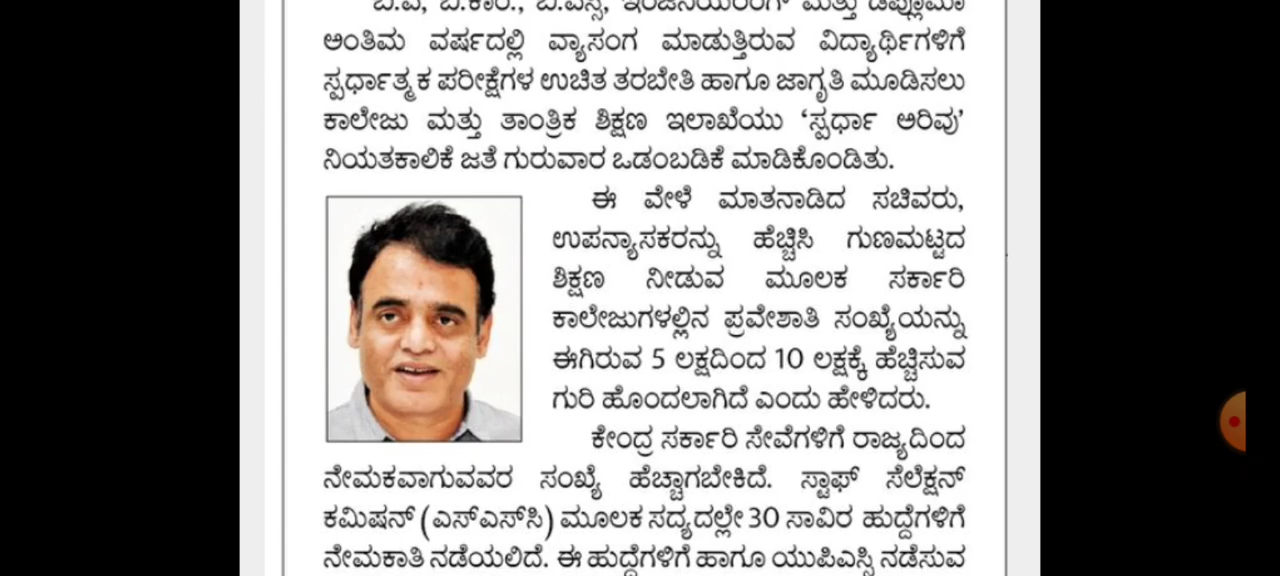 ಬಿ.ಎ, ಬಿ.ಕಾಂ., ಬಿ.ಎಸ್ಸಿ, ಇಂಜಿನಿಯರಿಂಗ್ ಮತ್ತು ಡಿಪ್ಲೊಮಾ
ಅಂತಿಮ ವರ್ಷದಲ್ಲಿ ವ್ಯಾಸಂಗ ಮಾಡುತ್ತಿರುವ ವಿದ್ಯಾರ್ಥಿಗಳಿಗೆ
ಸ್ಪರ್ಧಾತ್ಮಕ ಪರೀಕ್ಷೆಗಳ ಉಚಿತ ತರಬೇತಿ ಹಾಗೂ ಜಾಗೃತಿ ಮೂಡಿಸಲು
ಕಾಲೇಜು ಮತ್ತು ತಾಂತ್ರಿಕ ಶಿಕ್ಷಣ ಇಲಾಖೆಯು ‘ಸ್ಪರ್ಧಾ ಅರಿವು’
ನಿಯತಕಾಲಿಕೆ ಜತೆ ಗುರುವಾರ ಒಡಂಬಡಿಕೆ ಮಾಡಿಕೊಂಡಿತು.
ಈ ವೇಳೆ ಮಾತನಾಡಿದ ಸಚಿವರು,
ಉಪನ್ಯಾಸಕರನ್ನು ಹೆಚ್ಚಿಸಿ ಗುಣಮಟ್ಟದ
ಶಿಕ್ಷಣ ನೀಡುವ ಮೂಲಕ ಸರ್ಕಾರಿ
ಕಾಲೇಜುಗಳಲ್ಲಿನ ಪ್ರವೇಶಾತಿ ಸಂಖ್ಯೆಯನ್ನು
ಈಗಿರುವ 5 ಲಕ್ಷದಿಂದ 10 ಲಕ್ಷಕ್ಕೆ ಹೆಚ್ಚಿಸುವ
ಗುರಿ ಹೊಂದಲಾಗಿದೆ ಎಂದು ಹೇಳಿದರು.
ಕೇಂದ್ರ ಸರ್ಕಾರಿ ಸೇವೆಗಳಿಗೆ ರಾಜ್ಯದಿಂದ
ನೇಮಕವಾಗುವವರ ಸಂಖ್ಯೆ ಹೆಚ್ಚಾಗಬೇಕಿದೆ. ಸ್ಟಾಫ್ ಸೆಲೆಕ್ಷನ್
ಕಮಿಷನ್ (ಎಸ್‌ಎಸ್‌ಸಿ) ಮೂಲಕ ಸದ್ಯದಲ್ಲೇ 30 ಸಾವಿರ ಹುದ್ದೆಗಳಿಗೆ
ನೇಮಕಾತಿ ನಡೆಯಲಿದೆ. ಈ ಹುದ್ದೆಗಳಿಗೆ ಹಾಗೂ ಯುಪಿಎಸ್ಸಿ ನಡೆಸುವ